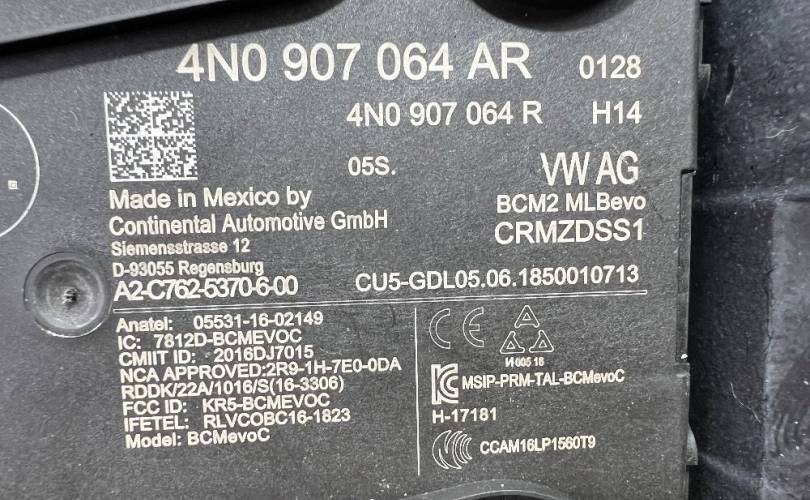 4N0 907 064 AR 0128
4N0 907 064 R H14
05S. VW AG
BCM2 MLBevo
Made in Mexico by
Continental Automotive GmbH CRMZDSS1
Siemensstrasse 12
D-93055 Regensburg
A2-C762-5370-6-00 CU5-GDL05.06.1850010713
Anatel: 05531-16-02149
IC: 7812D-BCMEVOC
CMIIT ID: 2016DJ7015
NCA APPROVED:2R9-1H-7E0-0DA
RDDK/22A/1016/S(16-3306)
FCC ID: KR5-BCMEVOC
IFETEL: RLVCOBC16-1823
Model: BCMevoC
CE
И 005 16
MSIP-PRM-TAL-BCMevoC
H-17181
CCAM16LP1560T9